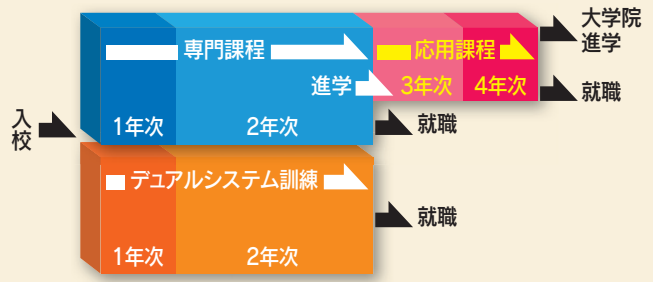 入校
専門課程
1年次
2年次
進学
応用課程
3年次
4年次
大学院
進学
就職
就職
デュアルシステム訓練
1年次
2年次
就職